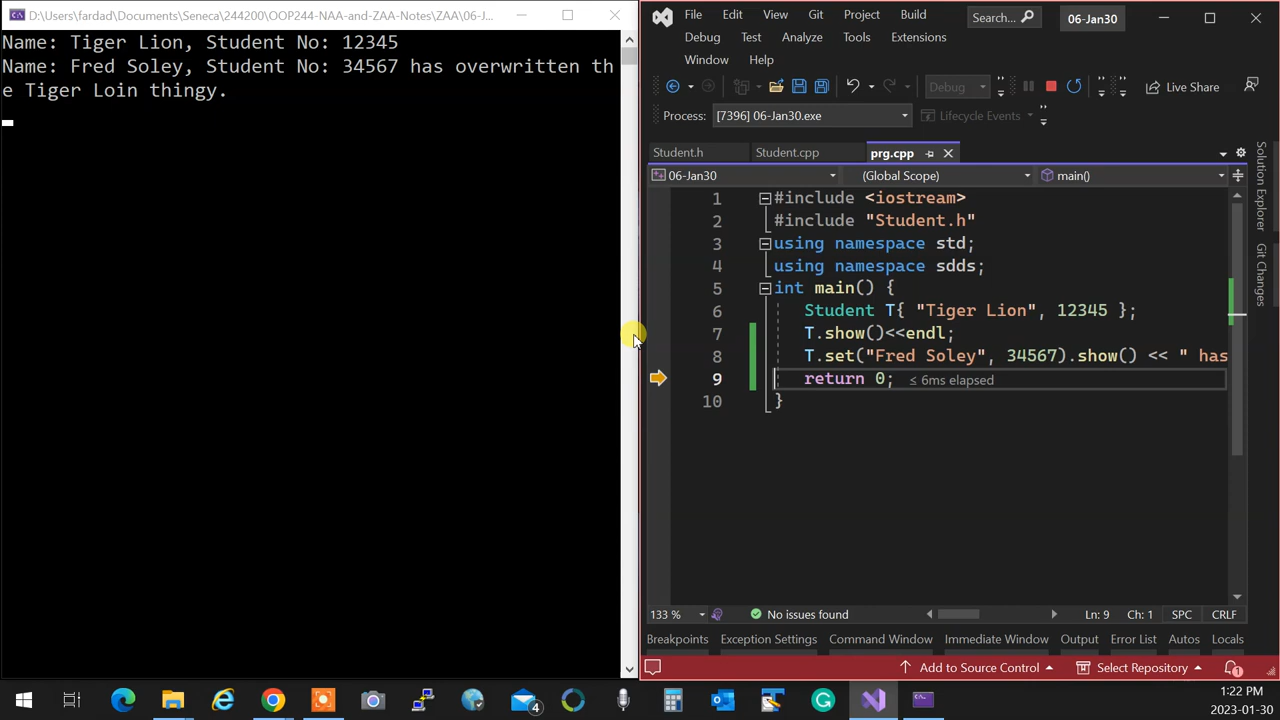 D:\Users\fardad\Documents\Seneca\244200\OOP244-NAA-and-ZAA-Notes\ZAA\06-J...
Name: Tiger Lion, Student No: 12345
Name: Fred Soley, Student No: 34567 has overwritten th
e Tiger Loin thingy.
File Edit View Git Project Build
Search...
06-Jan30
Debug Test Analyze Tools Extensions
Window Help
Debug
Live Share
Process: [7396] 06-Jan30.exe
Lifecycle Events
Student.h Student.cpp prg.cpp
06-Jan30 (Global Scope) main()
1 #include <iostream>
2 #include "Student.h"
3 using namespace std;
4 using namespace sdds;
5 int main() {
6 Student T{ "Tiger Lion", 12345 };
7 T.show()<<endl;
8 T.set("Fred Soley", 34567).show() << " has
9 return 0; ≤ 6ms elapsed
10 }
Solution Explorer
Git Changes
133 % No issues found Ln: 9 Ch: 1 SPC CRLF
Breakpoints Exception Settings Command Window Immediate Window Output Error List Autos Locals
Add to Source Control Select Repository 1
4
1:22 PM
2023-01-30